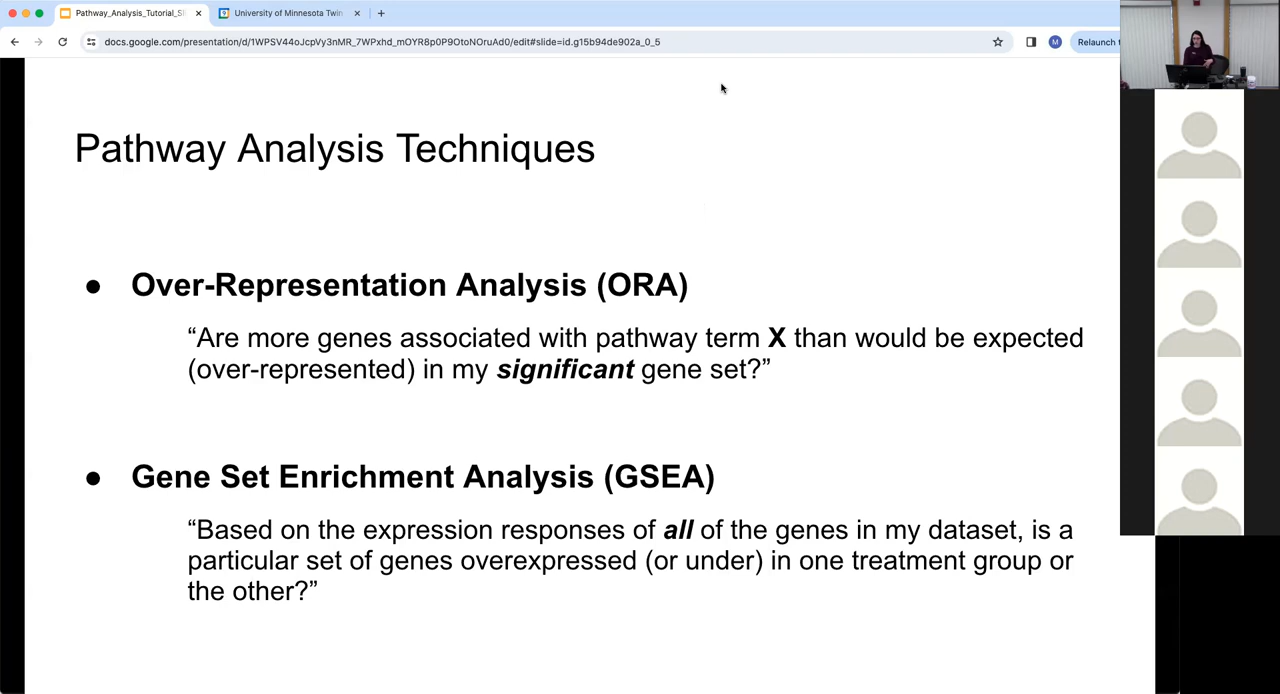 Pathway_Analysis_Tutorial_Sl
University of Minnesota Twin
docs.google.com/presentation/d/1WPSV44oJcpVy3nMR_7WPxhd_mOYR8p0P9OtoNOruAd0/edit#slide=id.g15b94de902a_0_5
M
Relaunch t
Pathway Analysis Techniques
● Over-Representation Analysis (ORA)
“Are more genes associated with pathway term X than would be expected
(over-represented) in my significant gene set?”
● Gene Set Enrichment Analysis (GSEA)
“Based on the expression responses of all of the genes in my dataset, is a
particular set of genes overexpressed (or under) in one treatment group or
the other?”